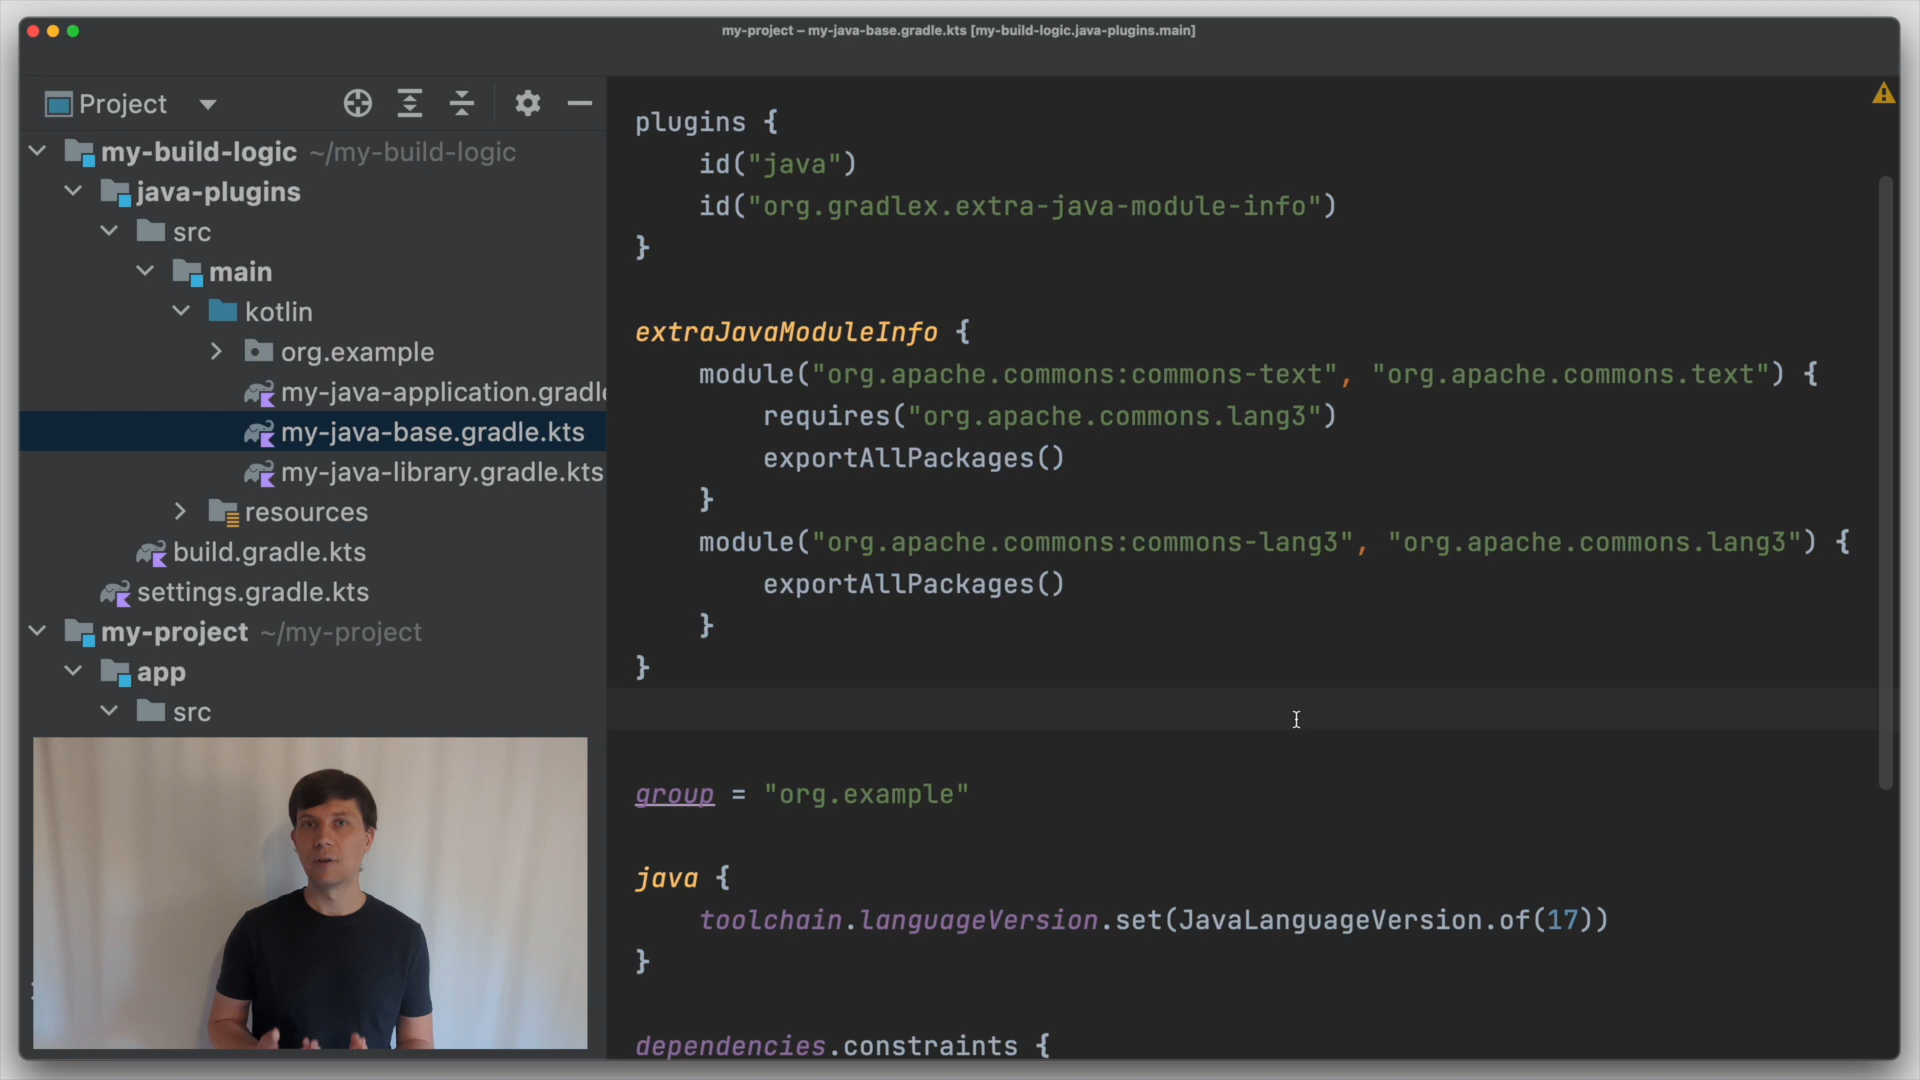 my-project – my-java-base.gradle.kts [my-build-logic.java-plugins.main]
Project
my-build-logic ~/my-build-logic
java-plugins
src
main
kotlin
org.example
my-java-application.gradle
my-java-base.gradle.kts
my-java-library.gradle.kts
resources
build.gradle.kts
settings.gradle.kts
my-project ~/my-project
app
src
plugins {
id("java")
id("org.gradlex.extra-java-module-info")
}
extraJavaModuleInfo {
module("org.apache.commons:commons-text", "org.apache.commons.text") {
requires("org.apache.commons.lang3")
exportAllPackages()
}
module("org.apache.commons:commons-lang3", "org.apache.commons.lang3") {
exportAllPackages()
}
}
group = "org.example"
java {
toolchain.languageVersion.set(JavaLanguageVersion.of(17))
}
dependencies.constraints {